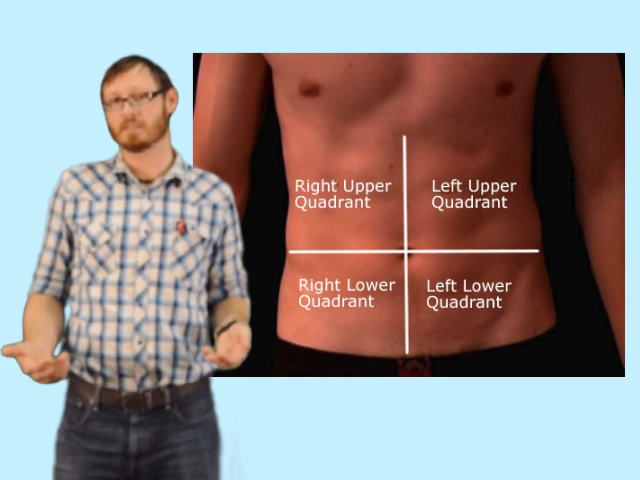 Right Upper
Quadrant
Left Upper
Quadrant
Right Lower
Quadrant
Left Lower
Quadrant